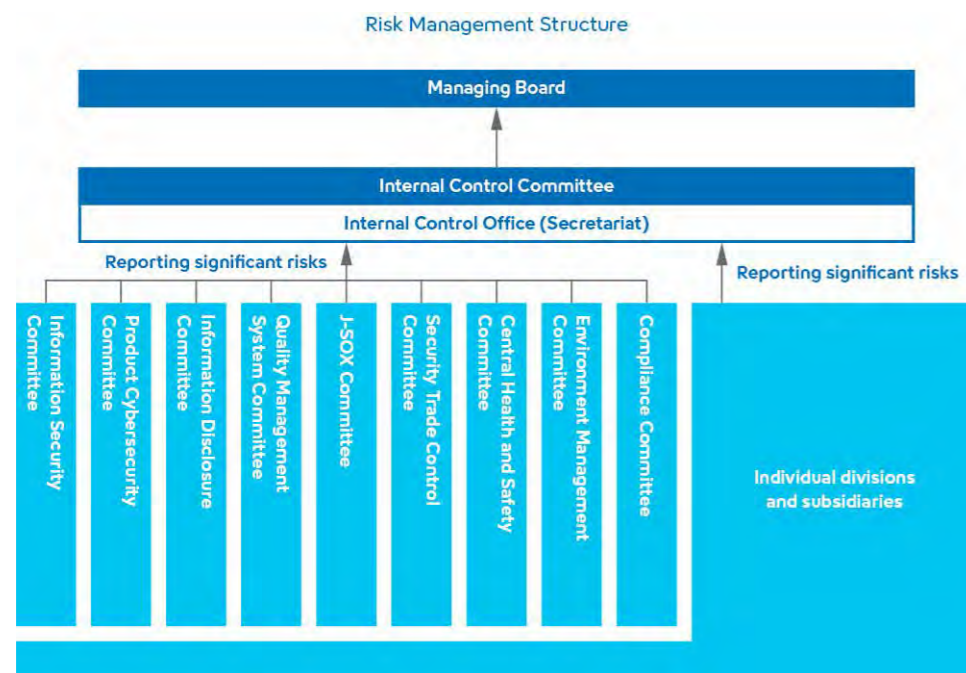 Risk Management Structure
Managing Board
Internal Control Committee
Internal Control Office (Secretariat)
Reporting significant risks
Reporting significant risks
Information Security
Committee
Product Cybersecurity
Committee
Information Disclosure
Committee
Quality Management
System Committee
J-SOX Committee
Security Trade Control
Committee
Central Health and Safety
Committee
Environment Management
Committee
Compliance Committee
Individual divisions
and subsidiaries